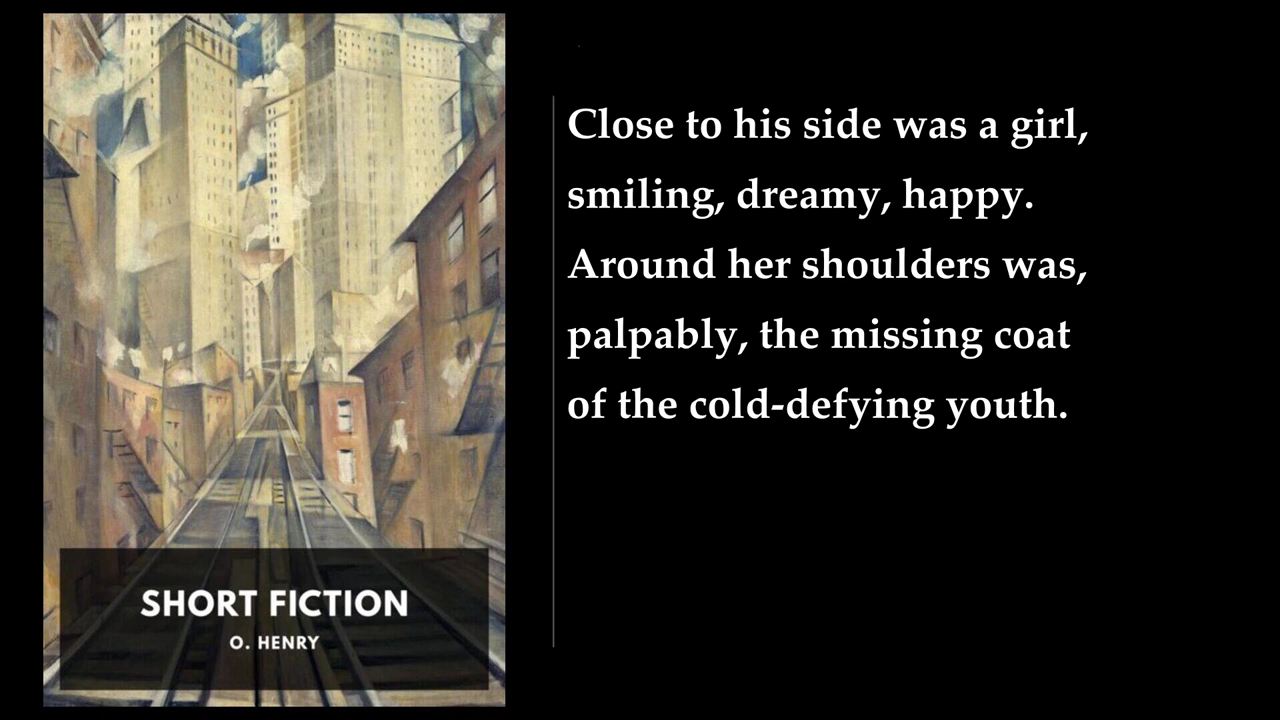 Close to his side was a girl,
smiling, dreamy, happy.
Around her shoulders was,
palpably, the missing coat
of the cold-defying youth.
SHORT FICTION
O. HENRY